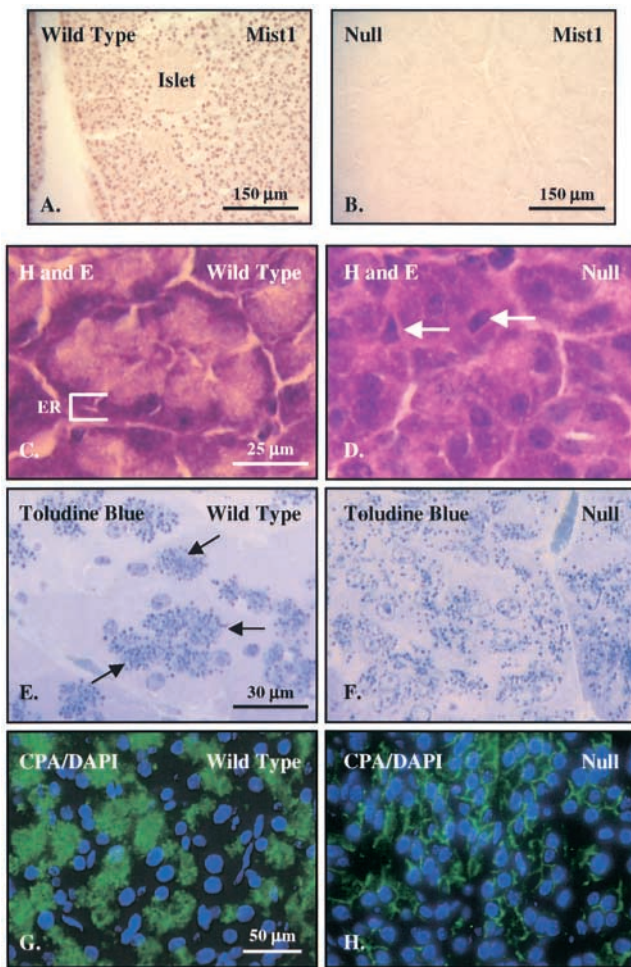 Wild Type Mist1
Islet
A. 150 µm
Null Mist1
B. 150 µm
H and E Wild Type
ER
C. 25 µm
H and E Null
D.
Toludine Blue Wild Type
E. 30 µm
Toludine Blue Null
F.
CPA/DAPI Wild Type
G. 50 µm
CPA/DAPI Null
H.